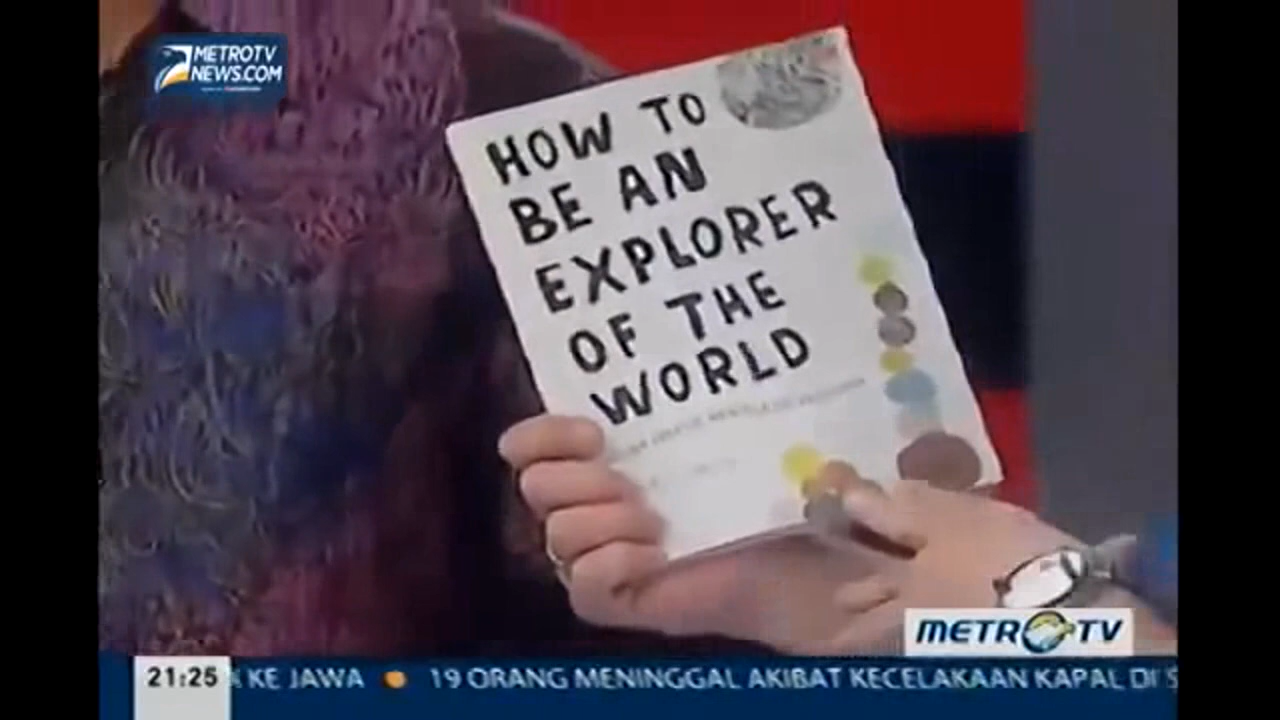 METROTV
NEWS.COM
HOW TO
BE AN
EXPLORER
OF THE
WORLD
METRO TV
21:25
KE JAWA • 19 ORANG MENINGGAL AKIBAT KECELAKAAN KAPAL DI